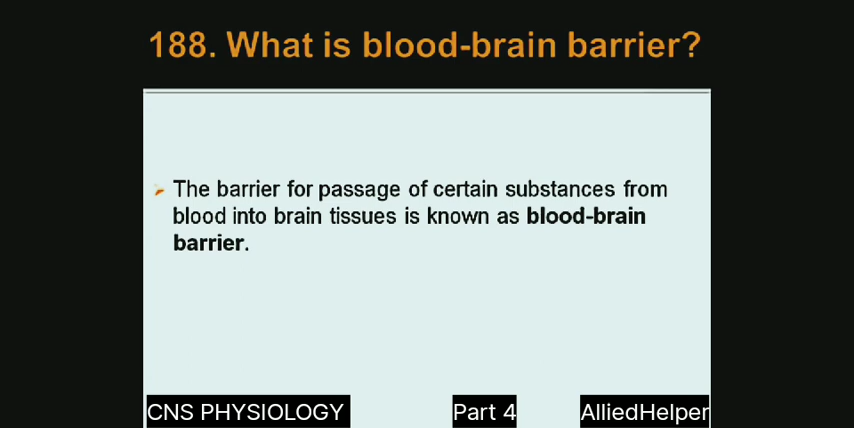 188. What is blood-brain barrier?
The barrier for passage of certain substances from
blood into brain tissues is known as blood-brain
barrier.
CNS PHYSIOLOGY Part 4 AlliedHelper